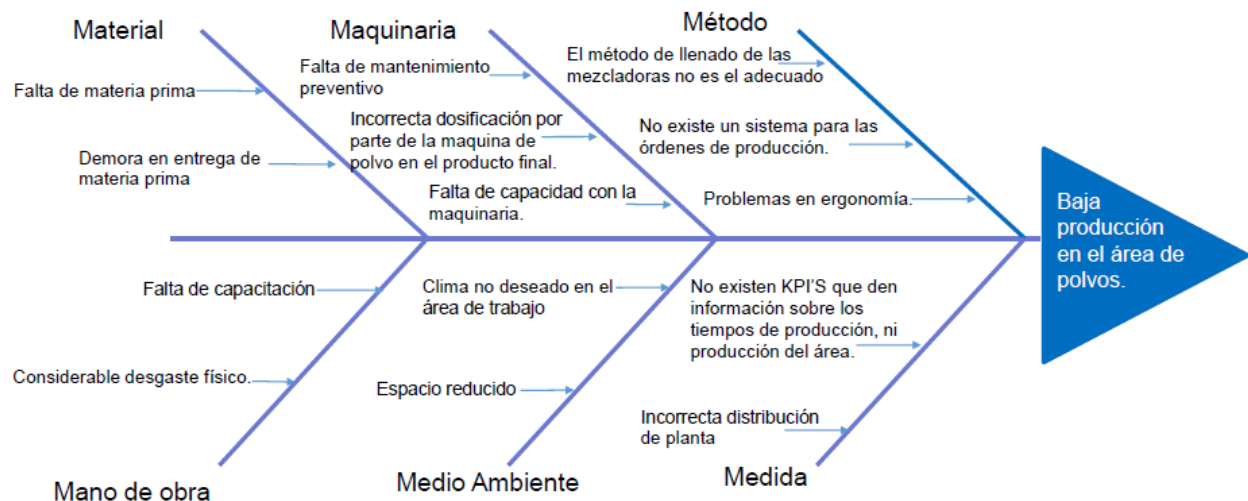 Material
Maquinaria
Método
Falta de materia prima
Demora en entrega de
materia prima
Falta de mantenimiento
preventivo
Incorrecta dosificación por
parte de la maquina de
polvo en el producto final.
Falta de capacidad con la
maquinaria.
El método de llenado de las
mezcladoras no es el adecuado
No existe un sistema para las
órdenes de producción.
Problemas en ergonomía.
Baja
producción
en el área de
polvos.
Falta de capacitación
Considerable desgaste físico.
Clima no deseado en el
área de trabajo
Espacio reducido
No existen KPI'S que den
información sobre los
tiempos de producción, ni
producción del área.
Incorrecta distribución
de planta
Mano de obra
Medio Ambiente
Medida